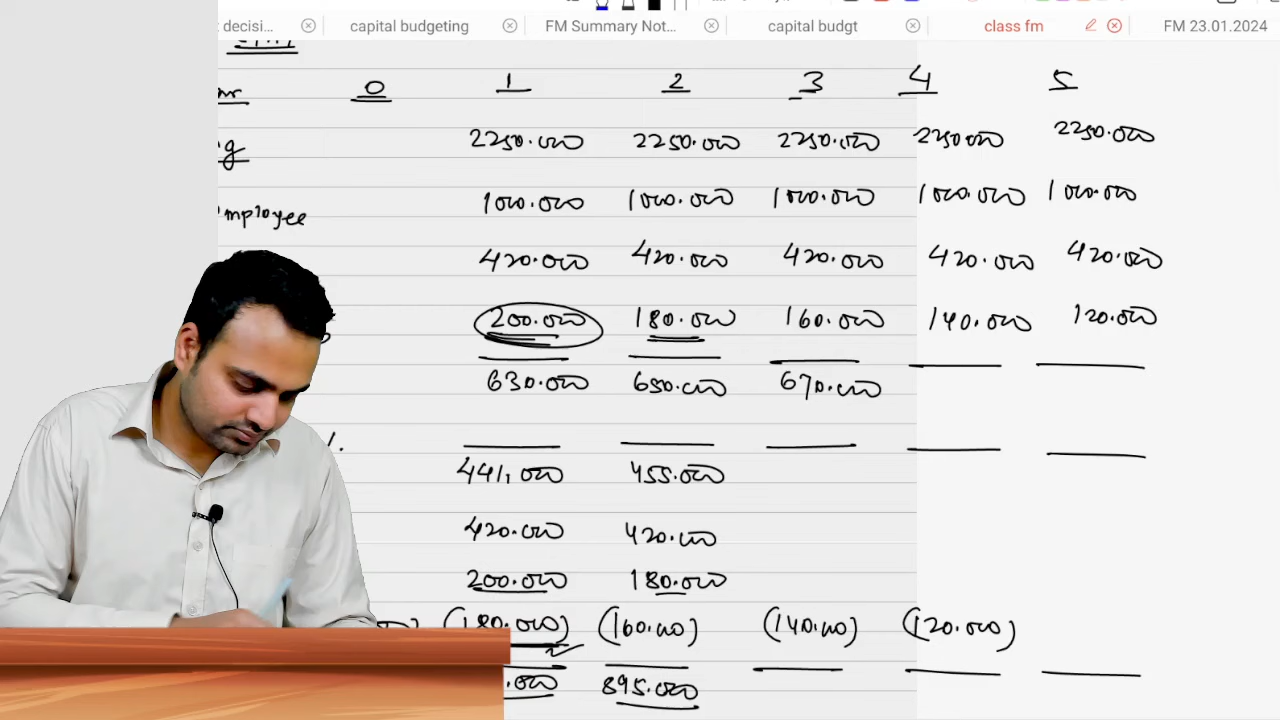 t decisi... capital budgeting FM Summary Not... capital budgt class fm FM 23.01.2024
0 1 2 3 4 5
2250.000 2250.000 2250.000 2250000 2250.000
mployee 1000.000 1000.000 1000.000 1000.000 1000.000
420.000 420.000 420.000 420.000 420.000
200.000 180.000 160.000 140.000 120.000
630.000 650.000 670.000
441,000 455.000
420.000 420.000
200.000 180.000
(180.000) (160.000) (140.000) (120.000)
.000 895.000